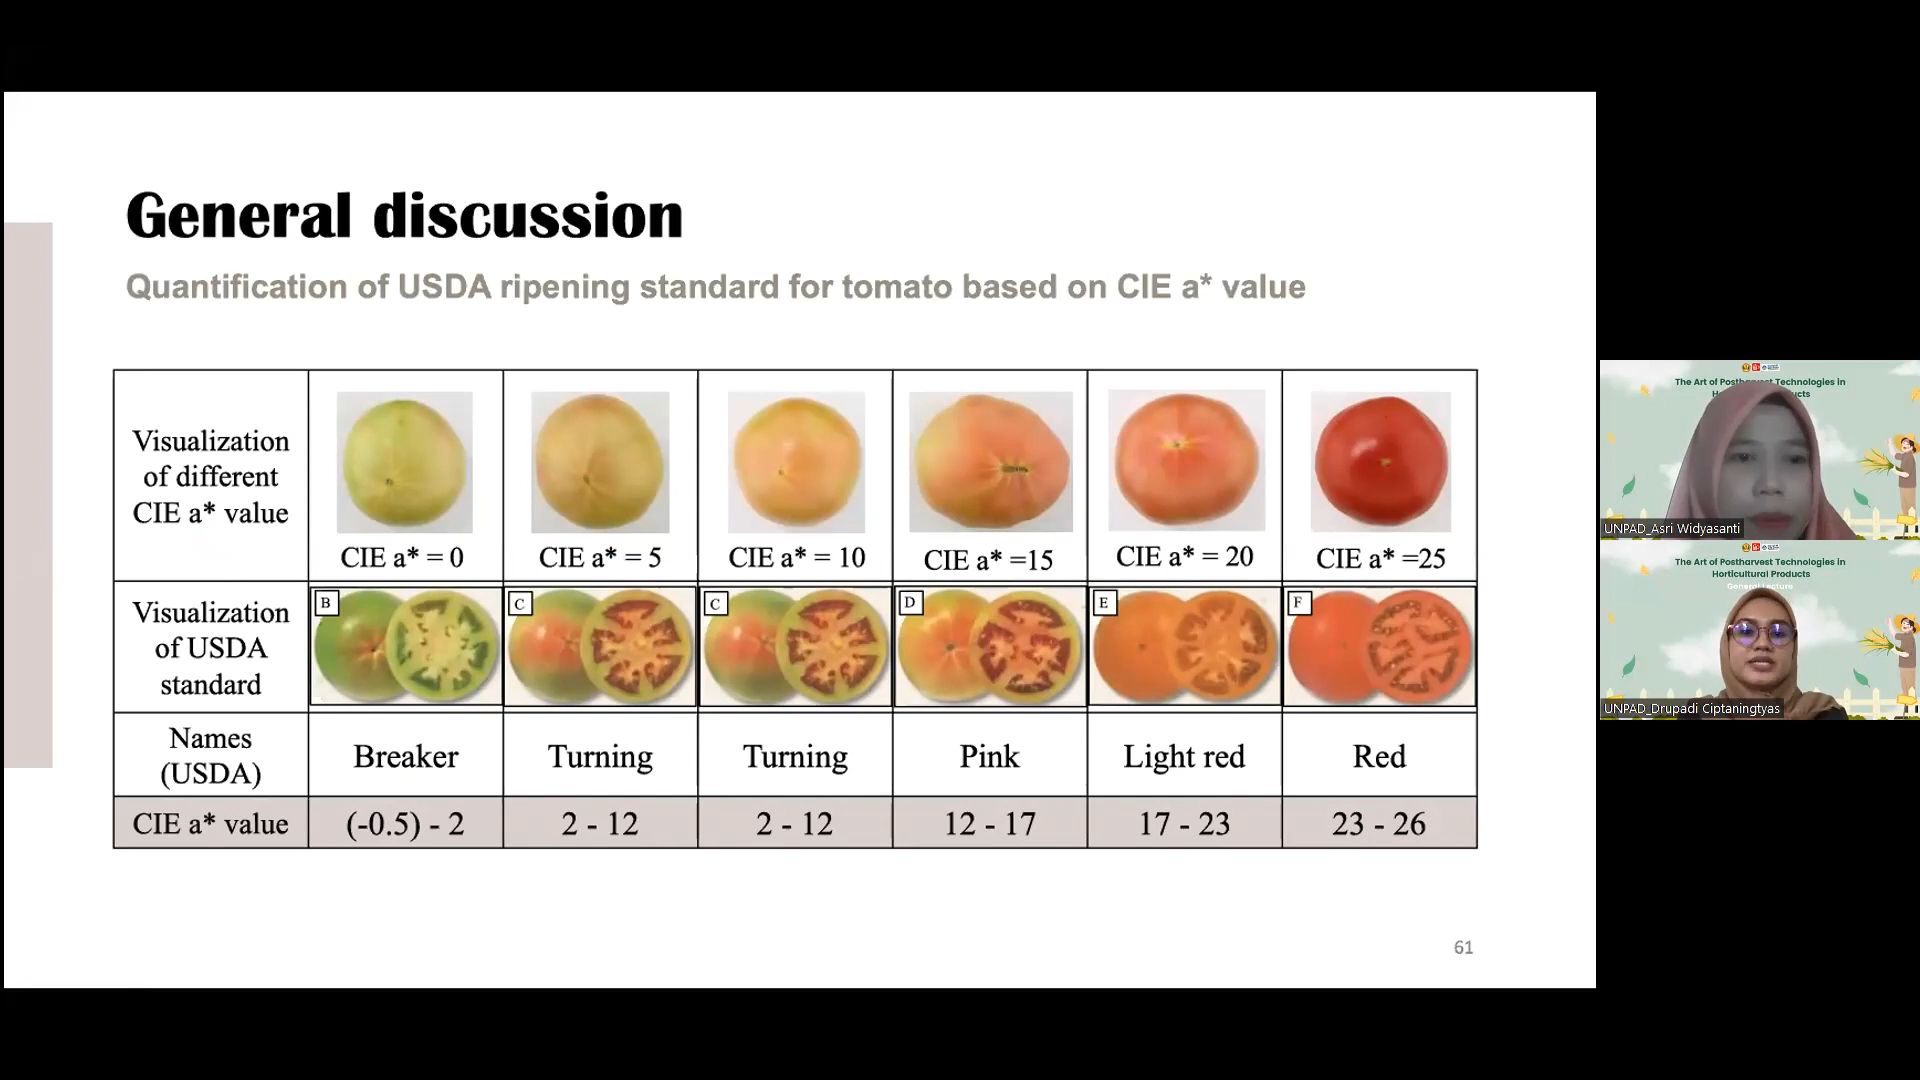 General discussion
Quantification of USDA ripening standard for tomato based on CIE a* value
Visualization
of different
CIE a* value
CIE a* = 0
CIE a* = 5
CIE a* = 10
CIE a* =15
CIE a* = 20
CIE a* =25
Visualization
of USDA
standard
B
C
C
D
E
F
Names
(USDA)
Breaker
Turning
Turning
Pink
Light red
Red
CIE a* value
(-0.5) - 2
2 - 12
2 - 12
12 - 17
17 - 23
23 - 26
61
The Art of Postharvest Technologies in
UNPAD_Asri Widyasanti
The Art of Postharvest Technologies in
Horticultural Products
General Lecture
UNPAD_Drupadi Ciptaningtyas